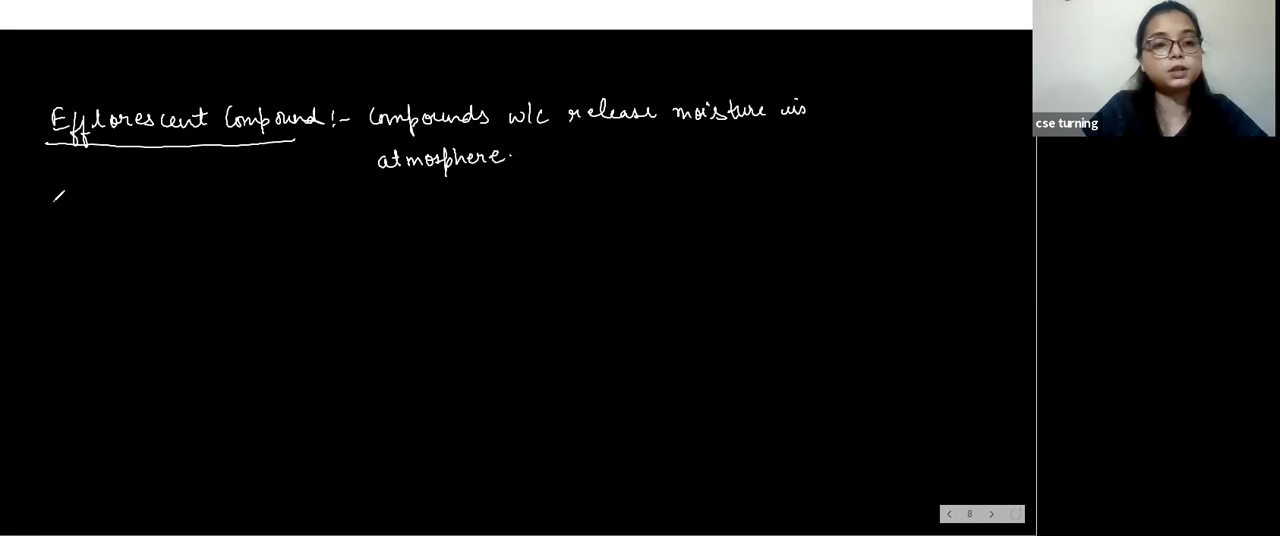 Efflorescent Compound :- Compounds w/c release moisture in
atmosphere.
cse turning
8